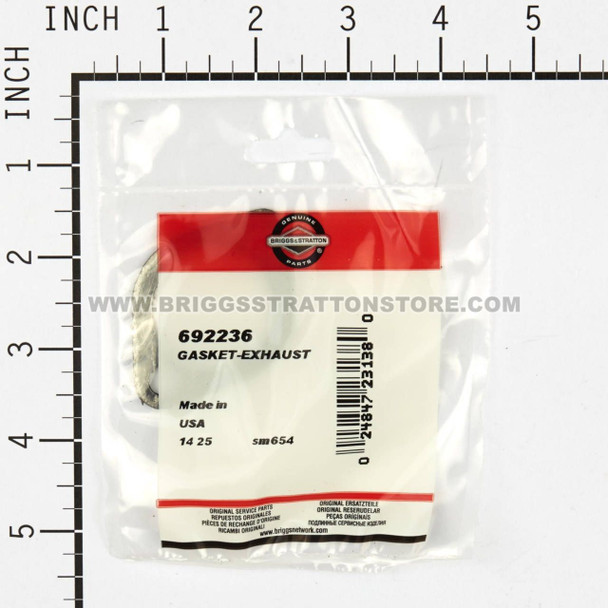 INCH 1 2 3 4 5
INCH
1
2
3
4
5
GENUINE
BRIGGS&STRATTON
PARTS
®
WWW.BRIGGSSTRATTONSTORE.COM
692236
GASKET-EXHAUST
Made in
USA
14 25 sm654
0 24847 23138 0
ORIGINAL SERVICE PARTS
REPUESTOS ORIGINALES
PIÈCES DE RECHANGE D'ORIGINE
RICAMBI ORIGINALI
ORIGINAL ERSATZTEILE
ORIGINAL RESERVDELAR
PEÇAS ORIGINAIS
ПОДЛИННЫЕ СЕРВИСНЫЕ ИЗДЕЛИЯ
www.briggsnetwork.com